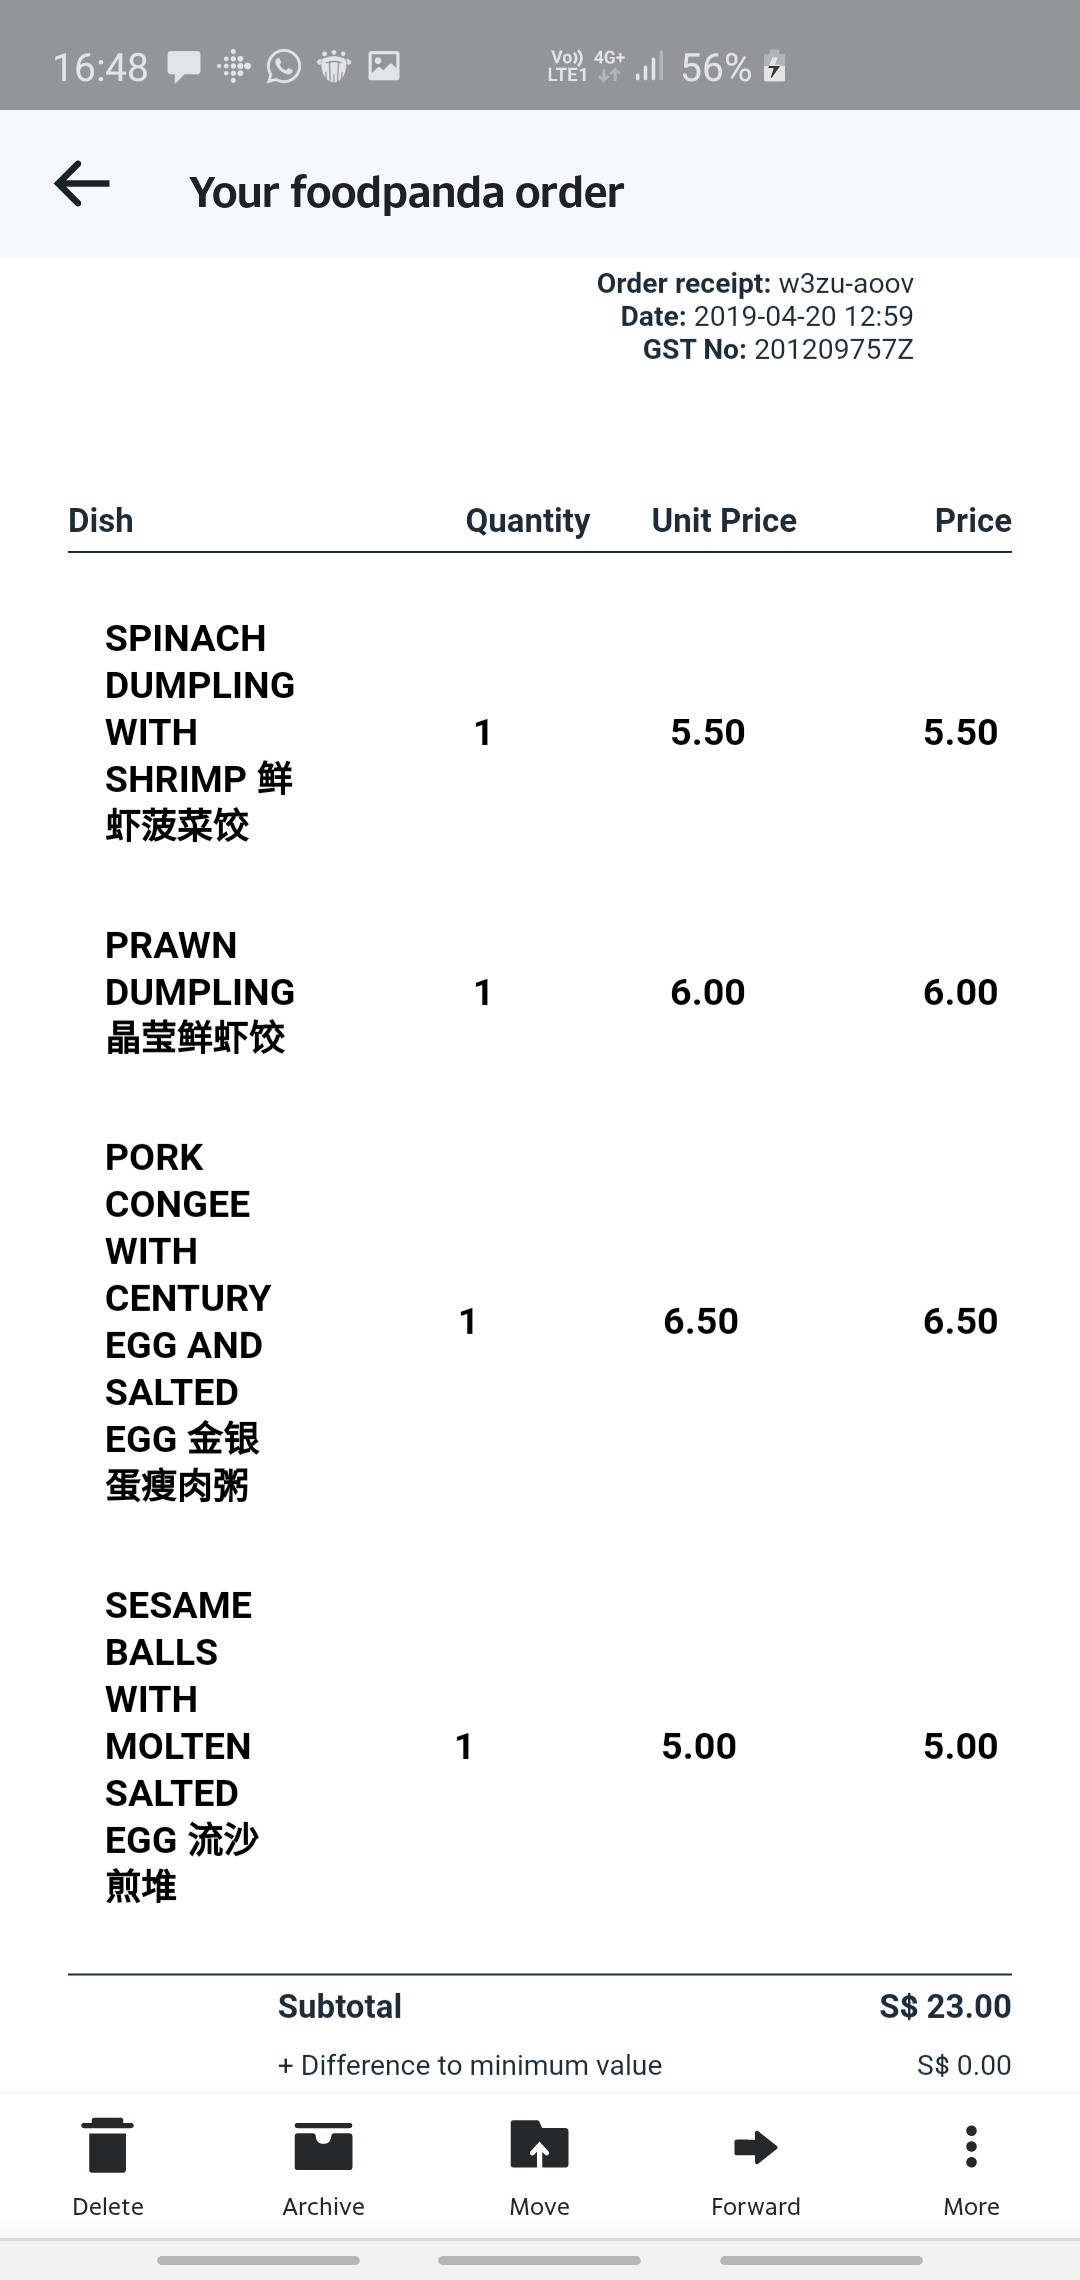 16:48
Vo)) 4G+
LTE1
56%
Your foodpanda order
Order receipt: w3zu-aoov
Date: 2019-04-20 12:59
GST No: 201209757Z
Dish Quantity Unit Price Price
SPINACH
DUMPLING
WITH 1 5.50 5.50
SHRIMP 鲜
虾菠菜饺
PRAWN
DUMPLING 1 6.00 6.00
晶莹鲜虾饺
PORK
CONGEE
WITH
CENTURY 1 6.50 6.50
EGG AND
SALTED
EGG 金银
蛋瘦肉粥
SESAME
BALLS
WITH
MOLTEN 1 5.00 5.00
SALTED
EGG 流沙
煎堆
Subtotal S$ 23.00
+ Difference to minimum value S$ 0.00
Delete Archive Move Forward More